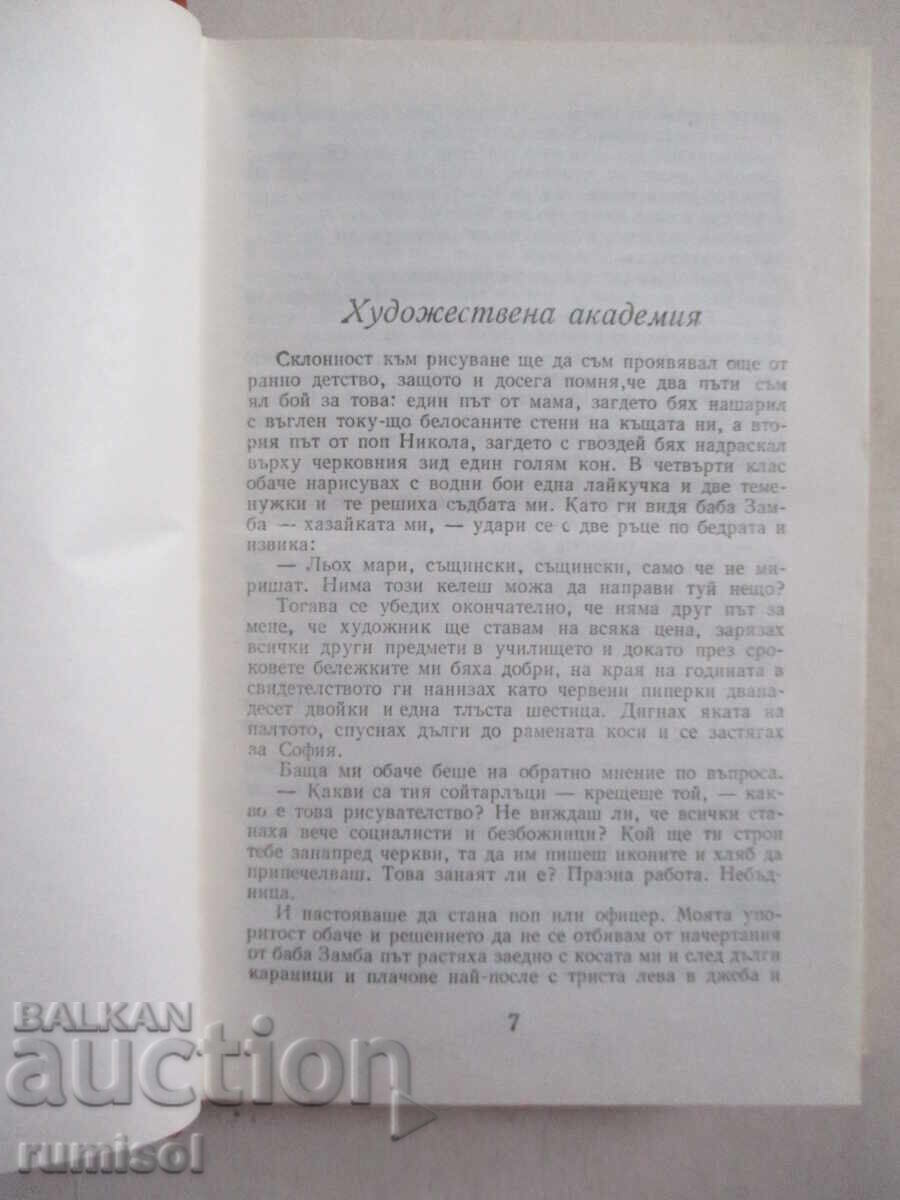 Художествена академия
Склонност към рисуване ще да съм проявявал още от
ранно детство, защото и досега помня,че два пъти съм
ял бой за това: един път от мама, загдето бях нашарил
с въглен току-що белосаните стени на къщата ни, а вто-
рия път от поп Никола, загдето с гвоздей бях надраскал
върху черковния зид един голям кон. В четвърти клас
обаче нарисувах с водни бои една лайкучка и две теме-
нужки и те решиха съдбата ми. Като ги видя баба Зам-
ба — хазайката ми, — удари се с две ръце по бедрата и
извика:
— Льох мари, същински, същински, само че не ми-
ришат. Нима този келеш можа да направи туй нещо?
Тогава се убедих окончателно, че няма друг път за
мене, че художник ще ставам на всяка цена, зарязах
всички други предмети в училището и докато през сро-
ковете бележките ми бяха добри, на края на годината в
свидетелството ги нанизах като червени пиперки двана-
десет двойки и една тлъста шестица. Дигнах яката на
палтото, спуснах дълги до рамената коси и се застягах
за София.
Баща ми обаче беше на обратно мнение по въпроса.
— Какви са тия сойтарлъци — крещеше той, — как-
во е това рисувателство? Не виждаш ли, че всички ста-
наха вече социалисти и безбожници? Кой ще ти строи
тебе занапред черкви, та да им пишеш иконите и хляб да
припечелваш. Това занаят ли е? Празна работа. Небъд-
ница.
И настояваше да стана поп или офицер. Моята упо-
ритост обаче и решението да не се отбивам от начертания
от баба Замба път растяха заедно с косата ми и след дълги
караници и плачове най-после с триста лева в джоба и
7
BALKAN
auction
rumisol